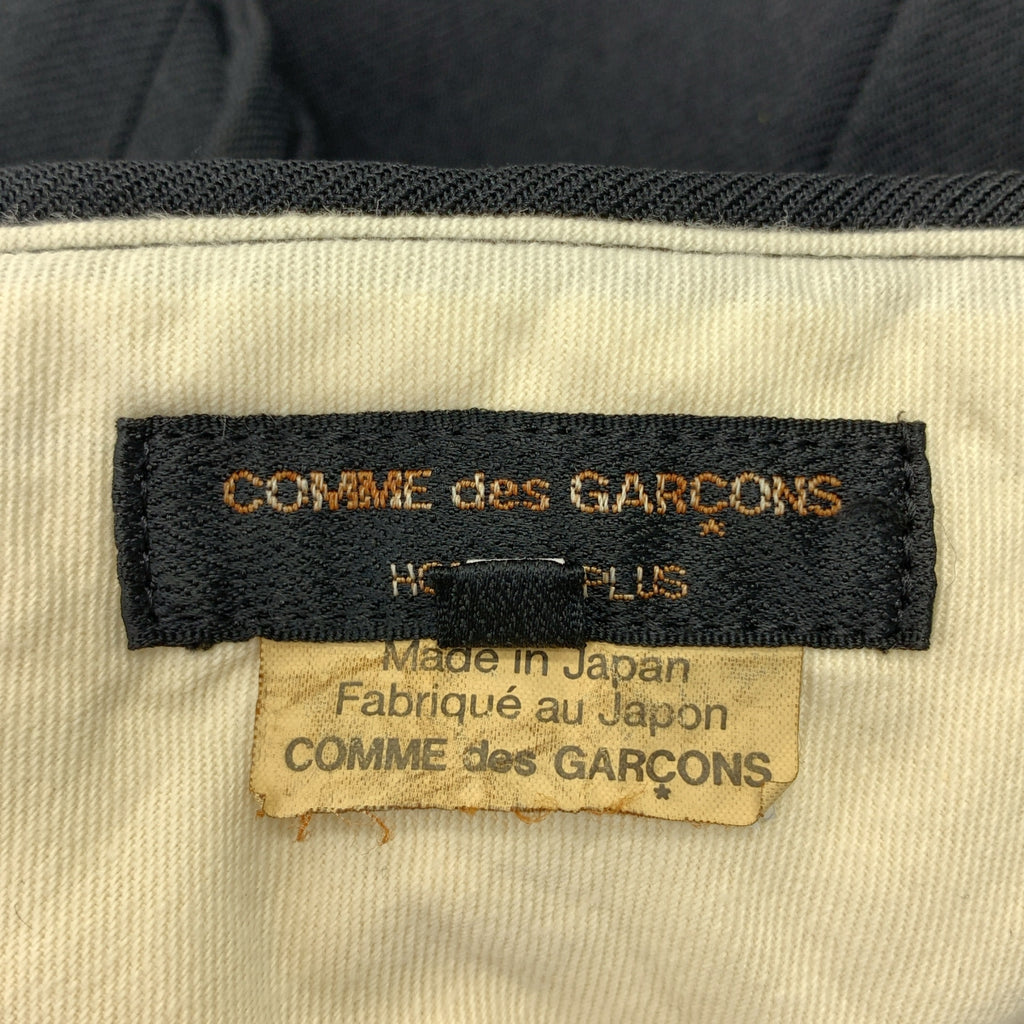 COMME des GARÇONS
*
PLUS
Made in Japan
Fabriqué au Japon
COMME des GARÇONS
*